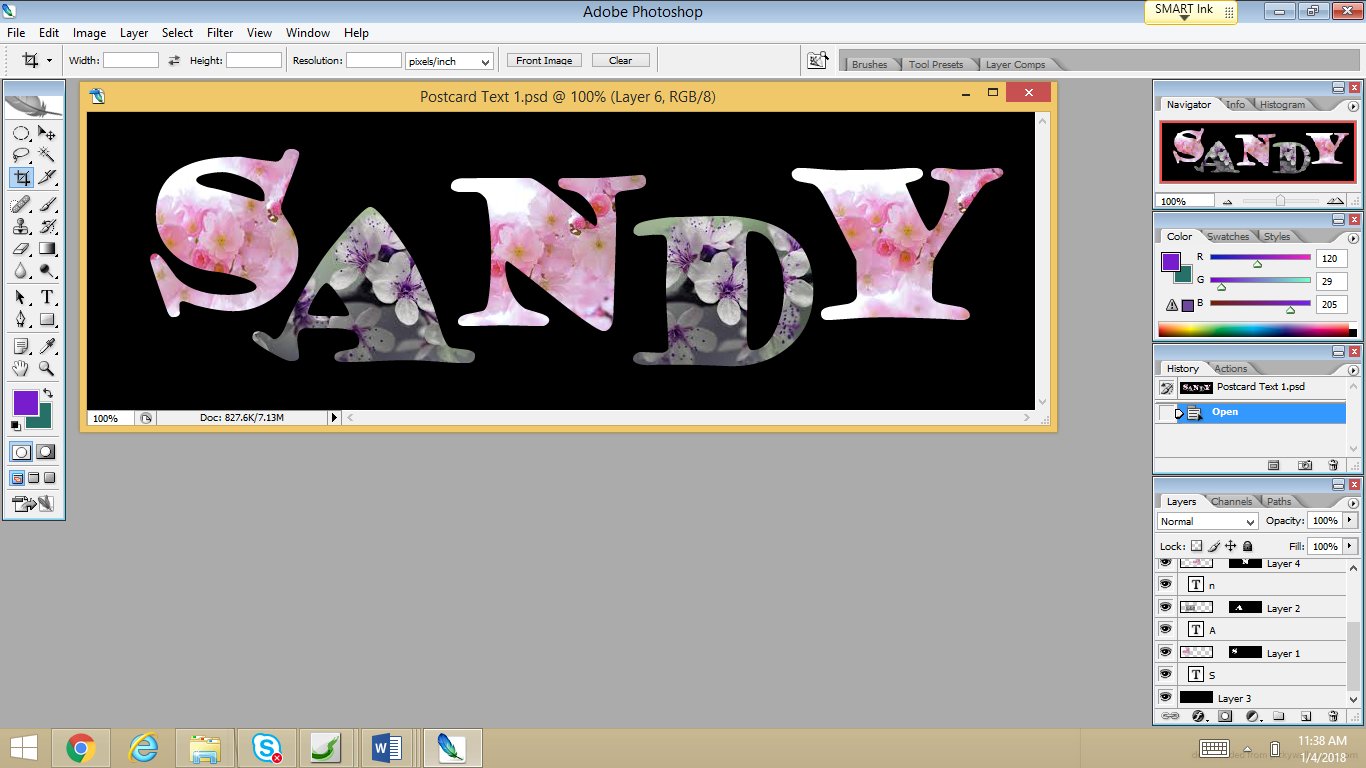 Adobe Photoshop
SMART Ink
File Edit Image Layer Select Filter View Window Help
Width: Height: Resolution: pixels/inch Front Image Clear
Brushes Tool Presets Layer Comps
Postcard Text 1.psd @ 100% (Layer 6, RGB/8)
SANDY
100% Doc: 827.6K/7.13M
Navigator Info Histogram
SANDY
100%
Color Swatches Styles
R 120
G 29
B 205
History Actions
SANDY Postcard Text 1.psd
Open
Layers Channels Paths
Normal Opacity: 100%
Lock: Fill: 100%
N Layer 4
T n
A Layer 2
T A
S Layer 1
T S
Layer 3
11:38 AM
1/4/2018